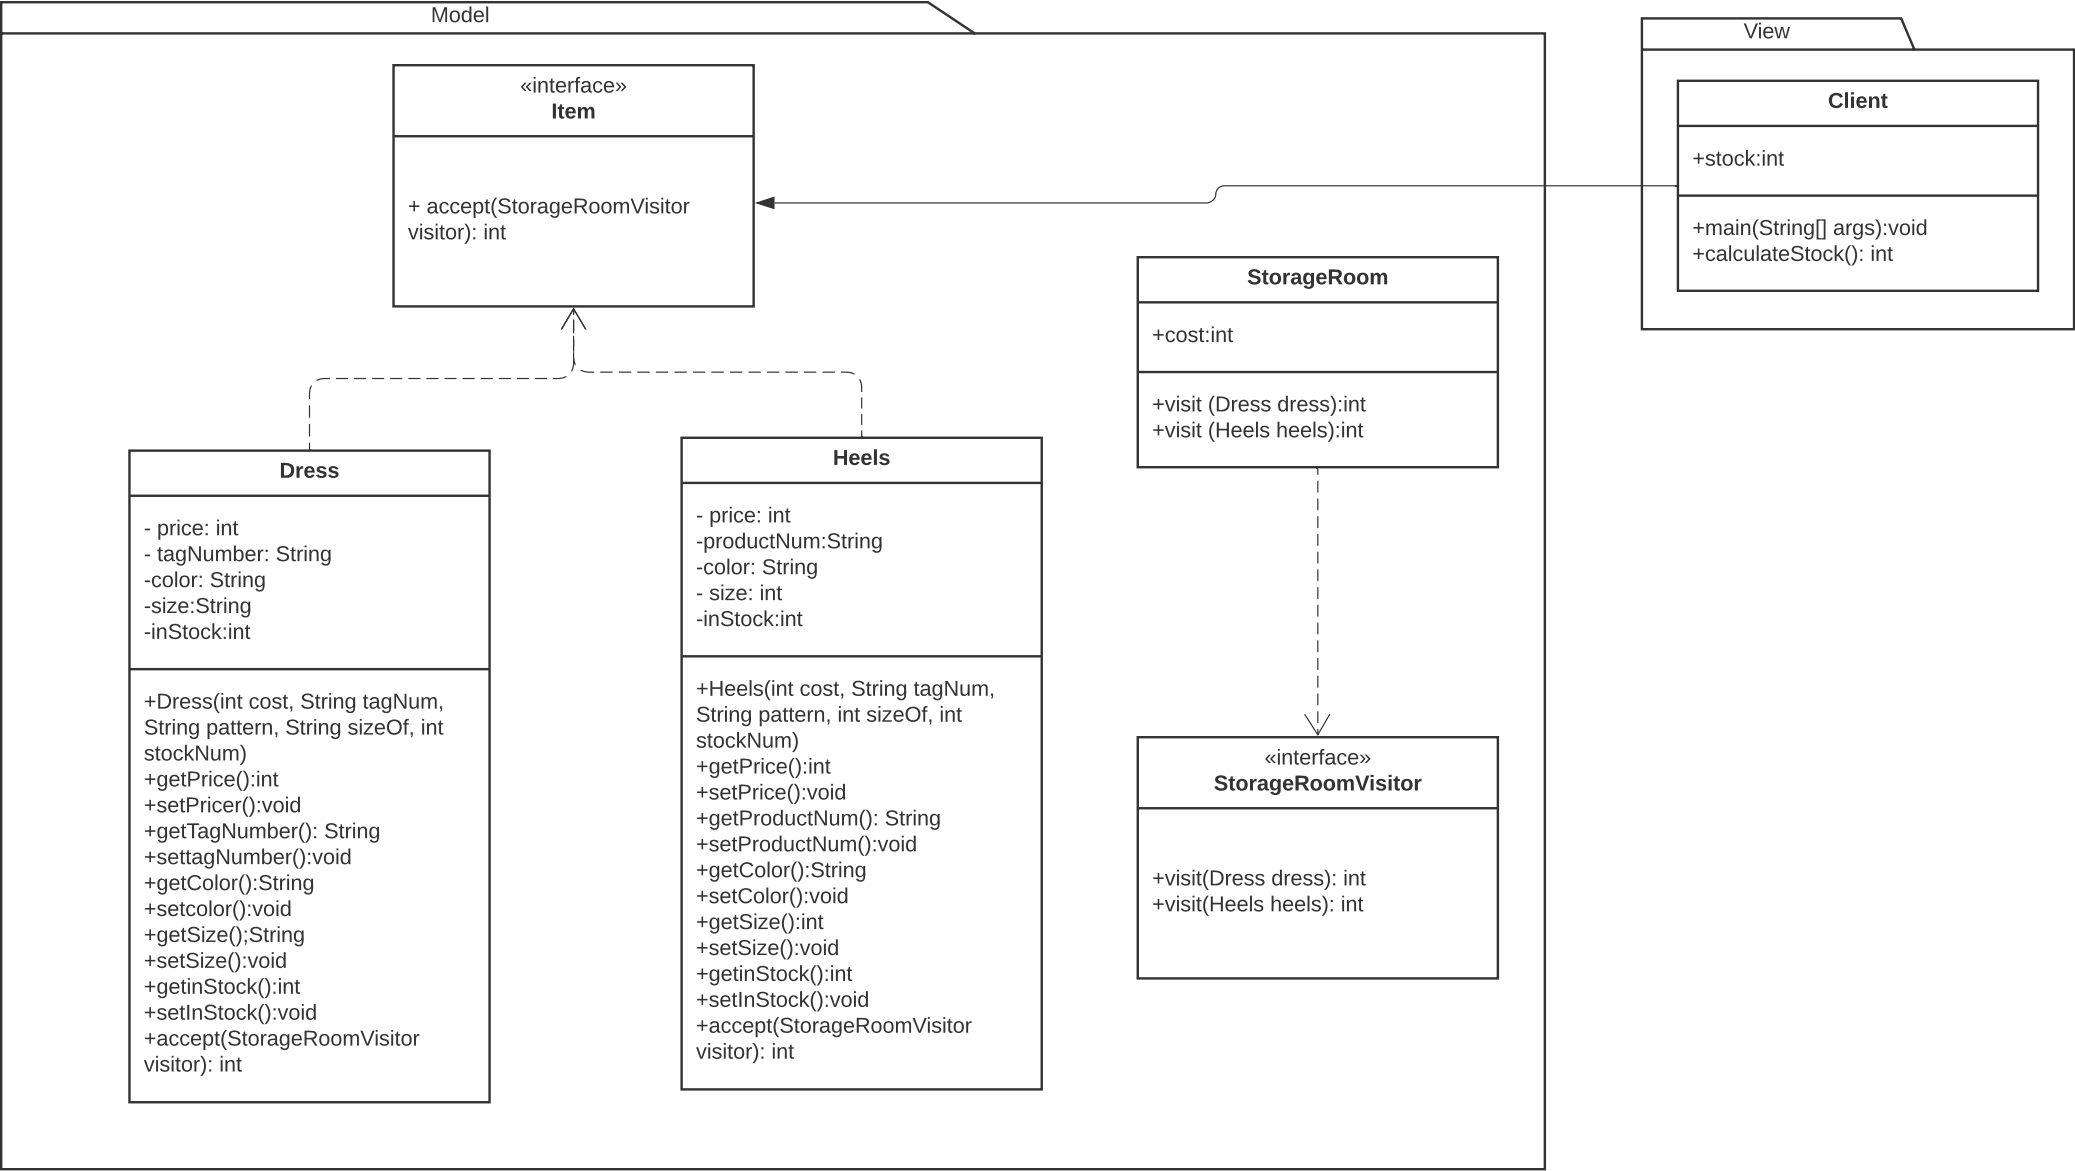 Model
«interface»
Item
+ accept(StorageRoomVisitor
visitor): int
View
Client
+stock:int
+main(String[] args):void
+calculateStock(): int
StorageRoom
+cost:int
+visit (Dress dress):int
+visit (Heels heels):int
Dress
- price: int
- tagNumber: String
-color: String
-size:String
-inStock:int
+Dress(int cost, String tagNum,
String pattern, String sizeOf, int
stockNum)
+getPrice():int
+setPricer():void
+getTagNumber(): String
+settagNumber():void
+getColor():String
+setcolor():void
+getSize();String
+setSize():void
+getinStock():int
+setInStock():void
+accept(StorageRoomVisitor
visitor): int
Heels
- price: int
-productNum:String
-color: String
- size: int
-inStock:int
+Heels(int cost, String tagNum,
String pattern, int sizeOf, int
stockNum)
+getPrice():int
+setPrice():void
+getProductNum(): String
+setProductNum():void
+getColor():String
+setColor():void
+getSize():int
+setSize():void
+getinStock():int
+setInStock():void
+accept(StorageRoomVisitor
visitor): int
«interface»
StorageRoomVisitor
+visit(Dress dress): int
+visit(Heels heels): int